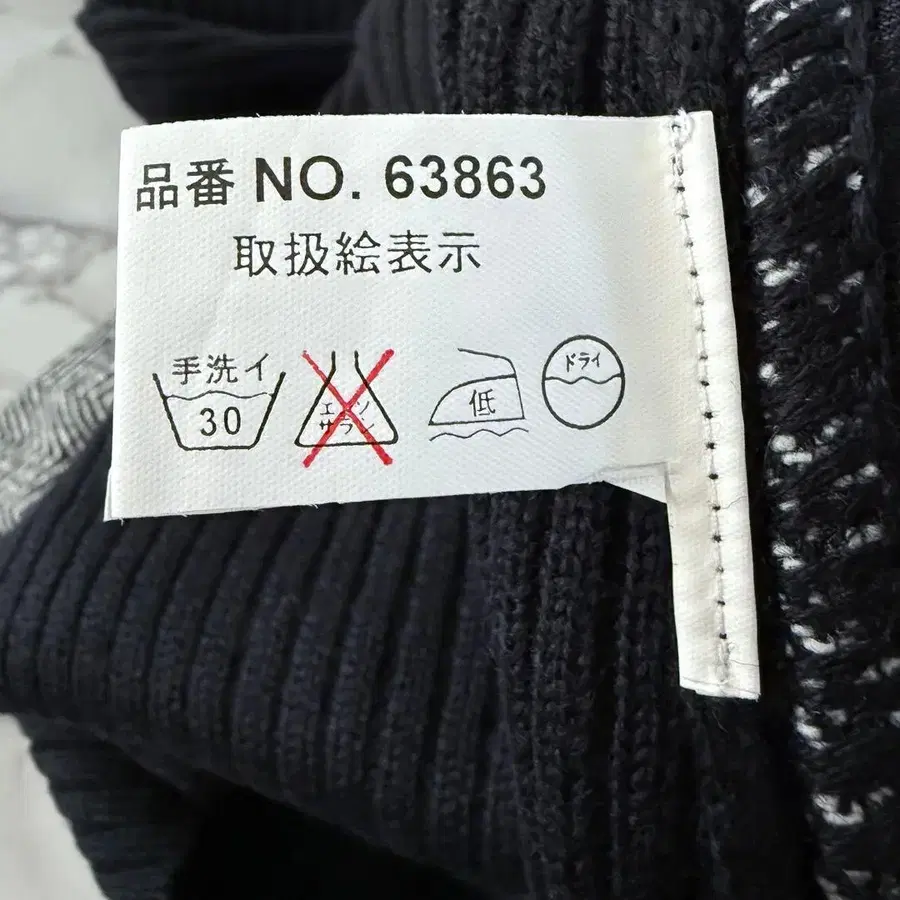 品番 NO. 63863
取扱絵表示
手洗イ
30
エンソ
サラシ
低
ドライ